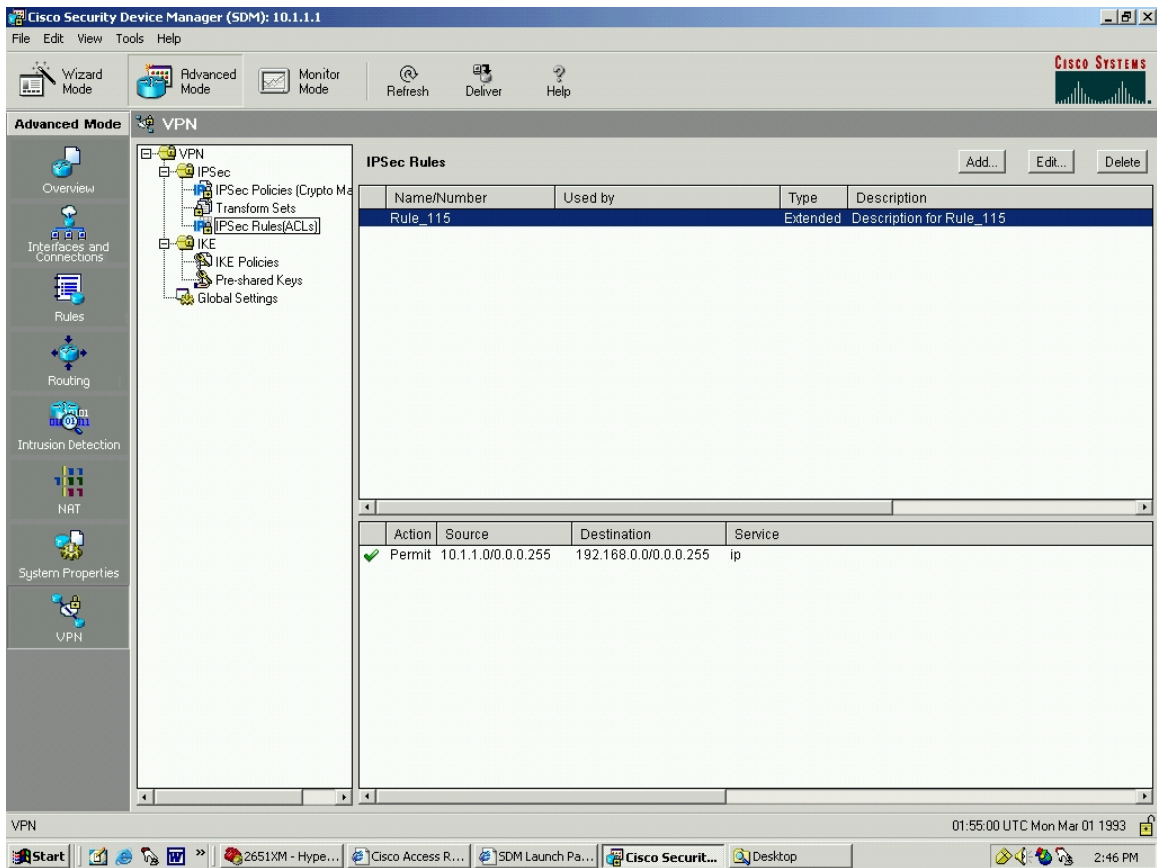 Cisco Security Device Manager (SDM): 10.1.1.1
File Edit View Tools Help
Wizard Mode
Advanced Mode
Monitor Mode
Refresh
Deliver
Help
CISCO SYSTEMS
Advanced Mode
VPN
Overview
Interfaces and Connections
Rules
Routing
Intrusion Detection
NAT
System Properties
VPN
VPN
IPSec
IPSec Policies (Crypto Ma
Transform Sets
IPSec Rules(ACLs)
IKE
IKE Policies
Pre-shared Keys
Global Settings
IPSec Rules
Add... Edit... Delete
Name/Number Used by Type Description
Rule_115 Extended Description for Rule_115
Action Source Destination Service
Permit 10.1.1.0/0.0.0.255 192.168.0.0/0.0.0.255 ip
VPN
01:55:00 UTC Mon Mar 01 1993
Start
2651XM - Hype...
Cisco Access R...
SDM Launch Pa...
Cisco Securit...
Desktop
2:46 PM